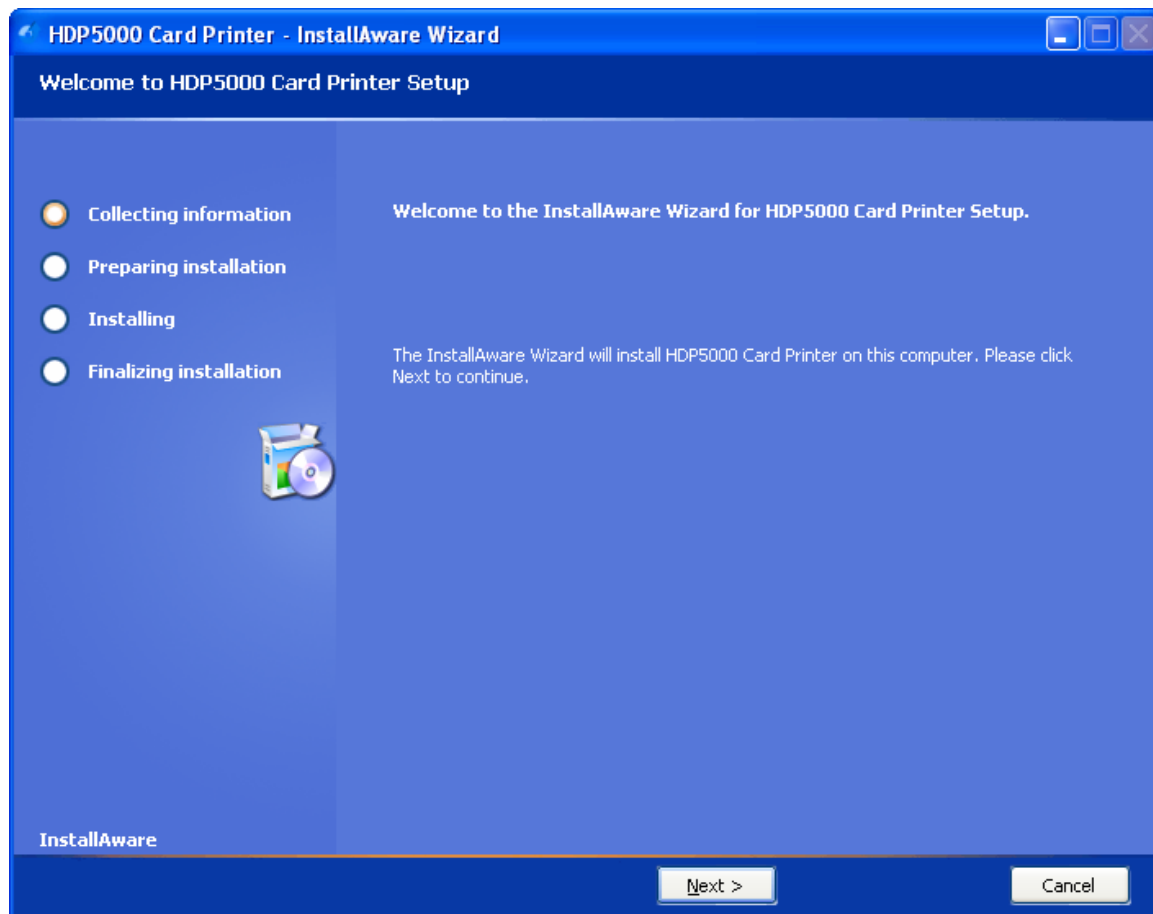 HDP5000 Card Printer - InstallAware Wizard
Welcome to HDP5000 Card Printer Setup
Collecting information
Preparing installation
Installing
Finalizing installation
Welcome to the InstallAware Wizard for HDP5000 Card Printer Setup.
The InstallAware Wizard will install HDP5000 Card Printer on this computer. Please click
Next to continue.
InstallAware
Next >
Cancel